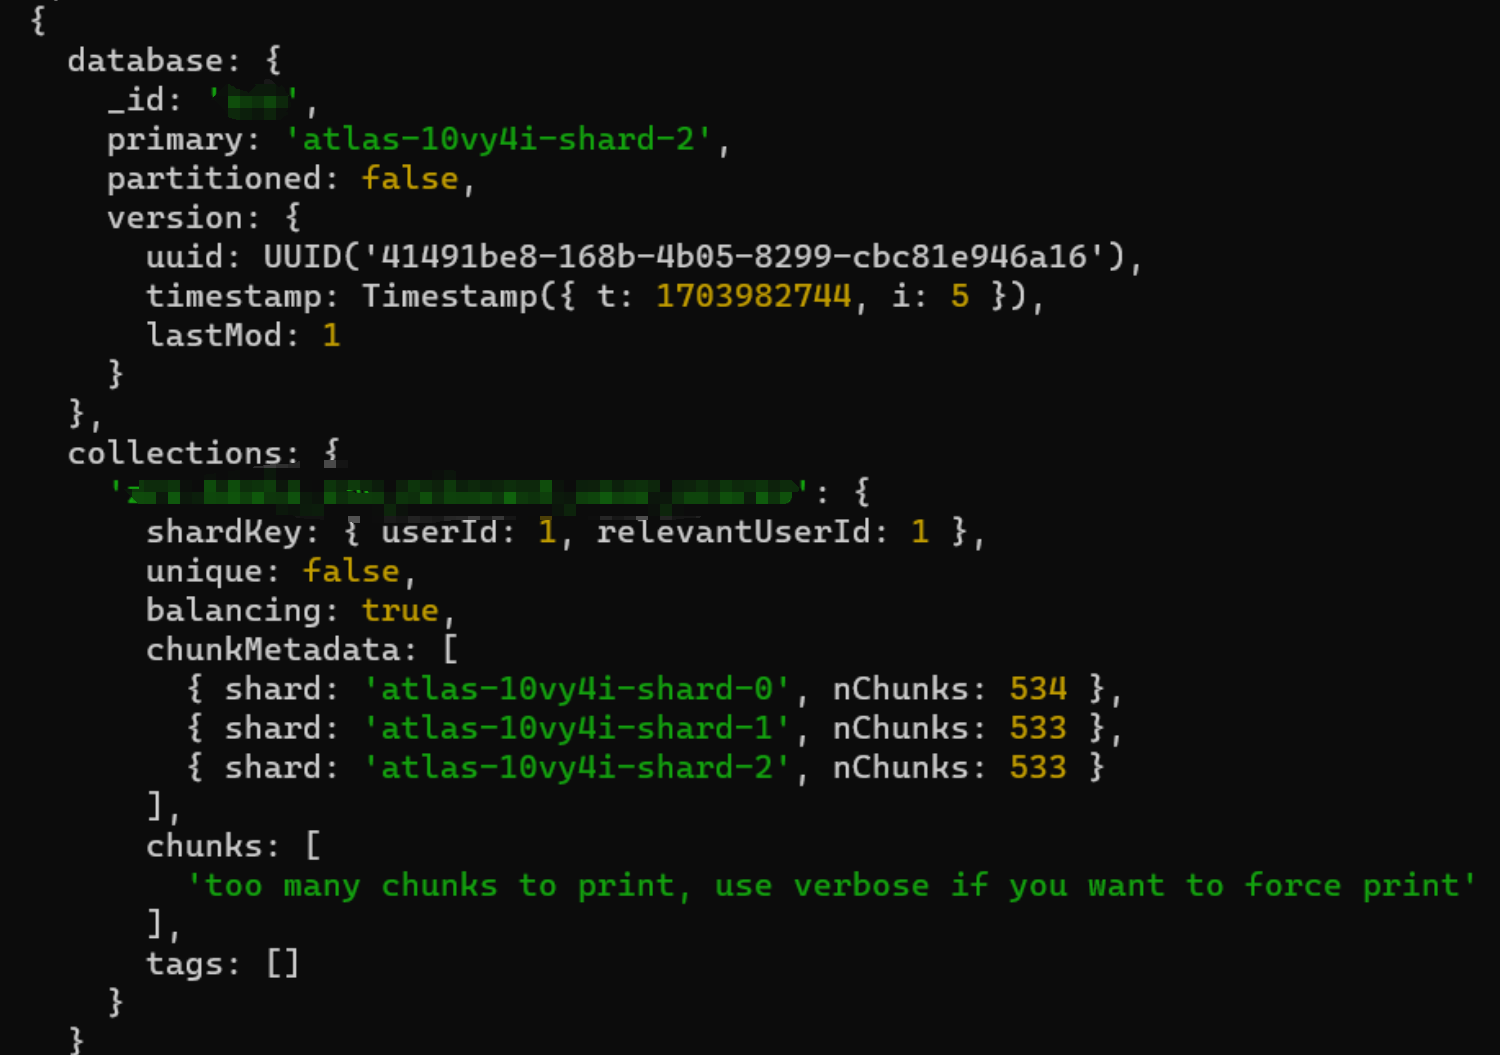 {
database: {
_id: '',
primary: 'atlas-10vy4i-shard-2',
partitioned: false,
version: {
uuid: UUID('41491be8-168b-4b05-8299-cbc81e946a16'),
timestamp: Timestamp({ t: 1703982744, i: 5 }),
lastMod: 1
}
},
collections: {
'': {
shardKey: { userId: 1, relevantUserId: 1 },
unique: false,
balancing: true,
chunkMetadata: [
{ shard: 'atlas-10vy4i-shard-0', nChunks: 534 },
{ shard: 'atlas-10vy4i-shard-1', nChunks: 533 },
{ shard: 'atlas-10vy4i-shard-2', nChunks: 533 }
],
chunks: [
'too many chunks to print, use verbose if you want to force print'
],
tags: []
}
}